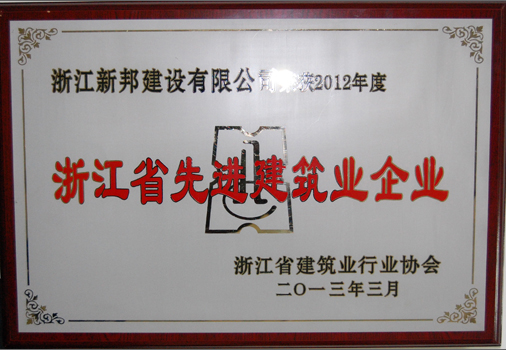 浙江新邦建设有限公司荣获2012年度
浙江省先进建筑业企业
浙江省建筑业行业协会
二〇一三年三月